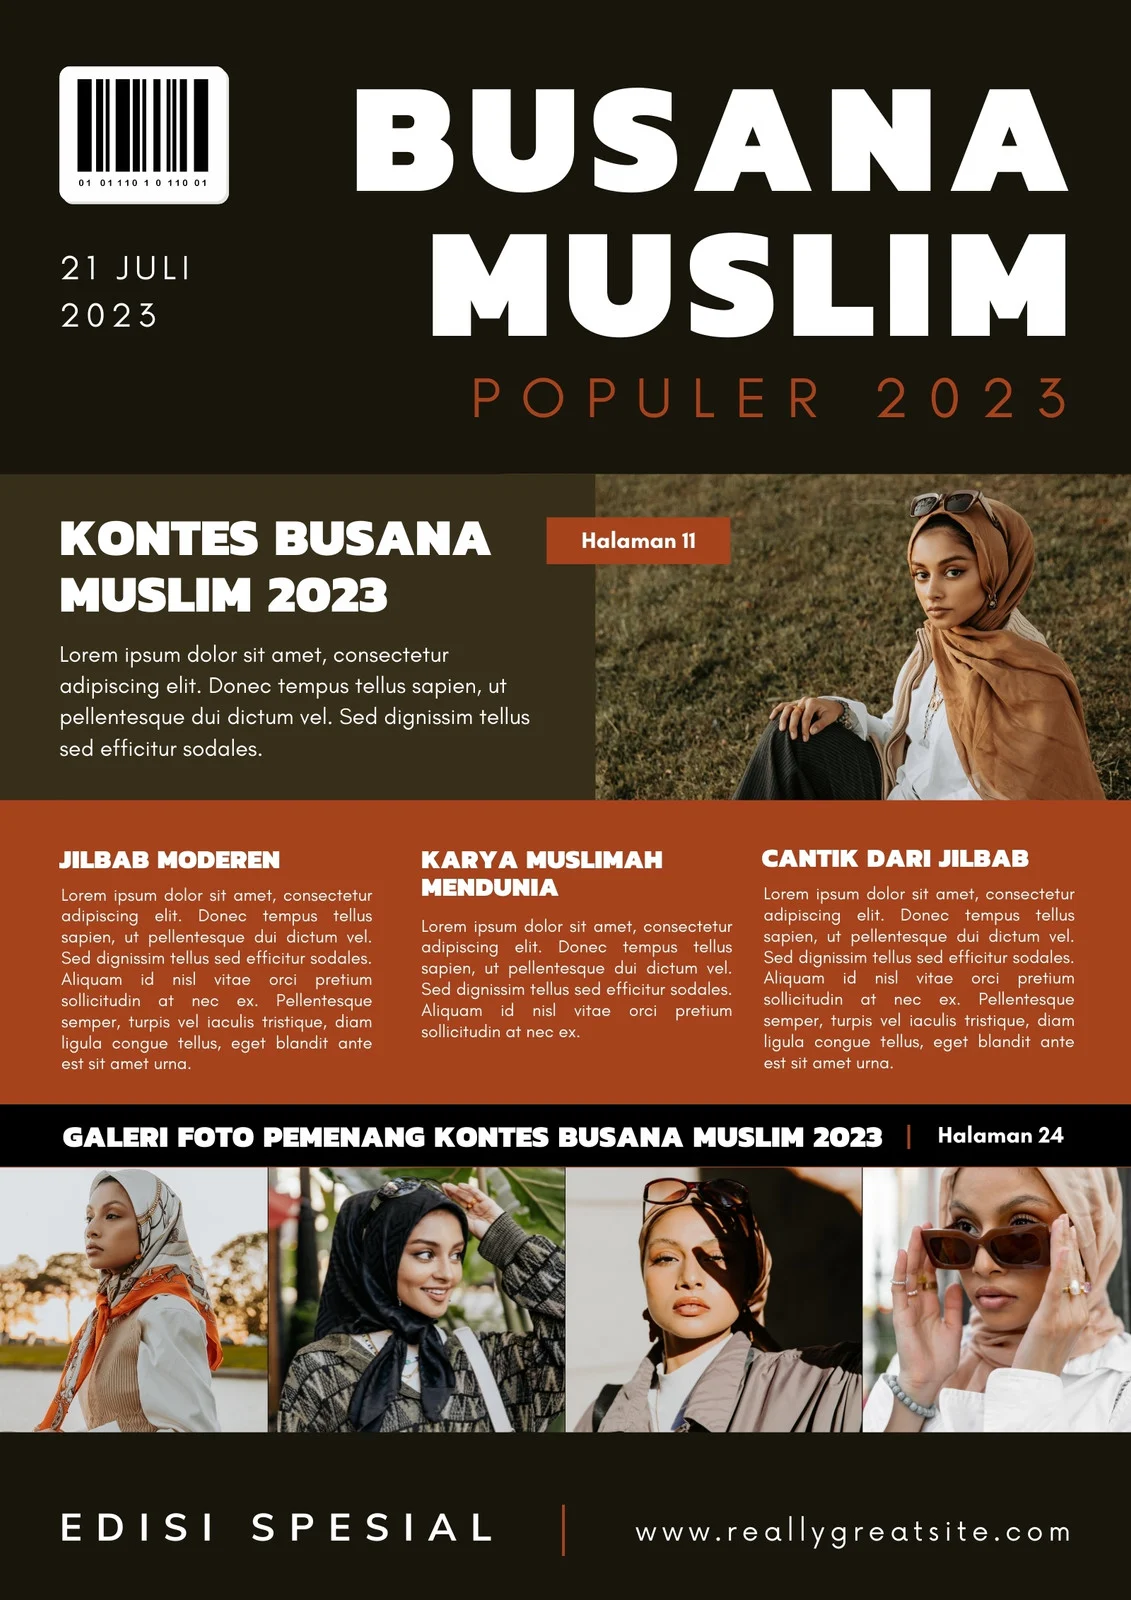 01 01 110 1 0 110 01
21 JULI
2023
BUSANA
MUSLIM
POPULER 2023
KONTES BUSANA
MUSLIM 2023
Lorem ipsum dolor sit amet, consectetur
adipiscing elit. Donec tempus tellus sapien, ut
pellentesque dui dictum vel. Sed dignissim tellus
sed efficitur sodales.
Halaman 11
JILBAB MODEREN
Lorem ipsum dolor sit amet, consectetur
adipiscing elit. Donec tempus tellus
sapien, ut pellentesque dui dictum vel.
Sed dignissim tellus sed efficitur sodales.
Aliquam id nisl vitae orci pretium
sollicitudin at nec ex. Pellentesque
semper, turpis vel iaculis tristique, diam
ligula congue tellus, eget blandit ante
est sit amet urna.
KARYA MUSLIMAH
MENDUNIA
Lorem ipsum dolor sit amet, consectetur
adipiscing elit. Donec tempus tellus
sapien, ut pellentesque dui dictum vel.
Sed dignissim tellus sed efficitur sodales.
Aliquam id nisl vitae orci pretium
sollicitudin at nec ex.
CANTIK DARI JILBAB
Lorem ipsum dolor sit amet, consectetur
adipiscing elit. Donec tempus tellus
sapien, ut pellentesque dui dictum vel.
Sed dignissim tellus sed efficitur sodales.
Aliquam id nisl vitae orci pretium
sollicitudin at nec ex. Pellentesque
semper, turpis vel iaculis tristique, diam
ligula congue tellus, eget blandit ante
est sit amet urna.
GALERI FOTO PEMENANG KONTES BUSANA MUSLIM 2023 | Halaman 24
EDISI SPESIAL | www.reallygreatsite.com